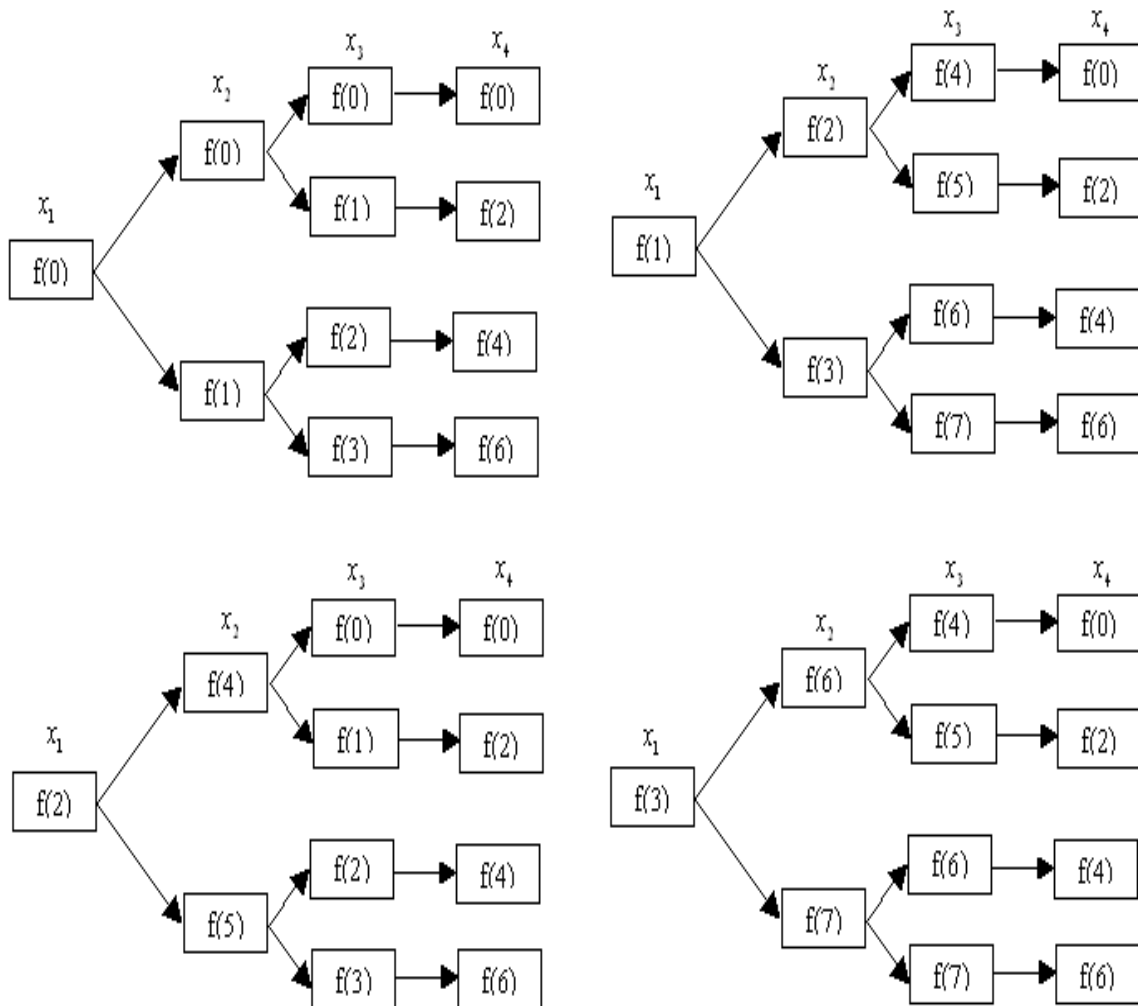 x₃ x₄
x₂ f(0) f(0)
f(0)
x₁ f(1) f(2)
f(0)
f(2) f(4)
f(1)
f(3) f(6)
x₃ x₄
x₂ f(4) f(0)
f(2)
x₁ f(5) f(2)
f(1)
f(6) f(4)
f(3)
f(7) f(6)
x₃ x₄
x₂ f(0) f(0)
f(4)
x₁ f(1) f(2)
f(2)
f(2) f(4)
f(5)
f(3) f(6)
x₃ x₄
x₂ f(4) f(0)
f(6)
x₁ f(5) f(2)
f(3)
f(6) f(4)
f(7)
f(7) f(6)